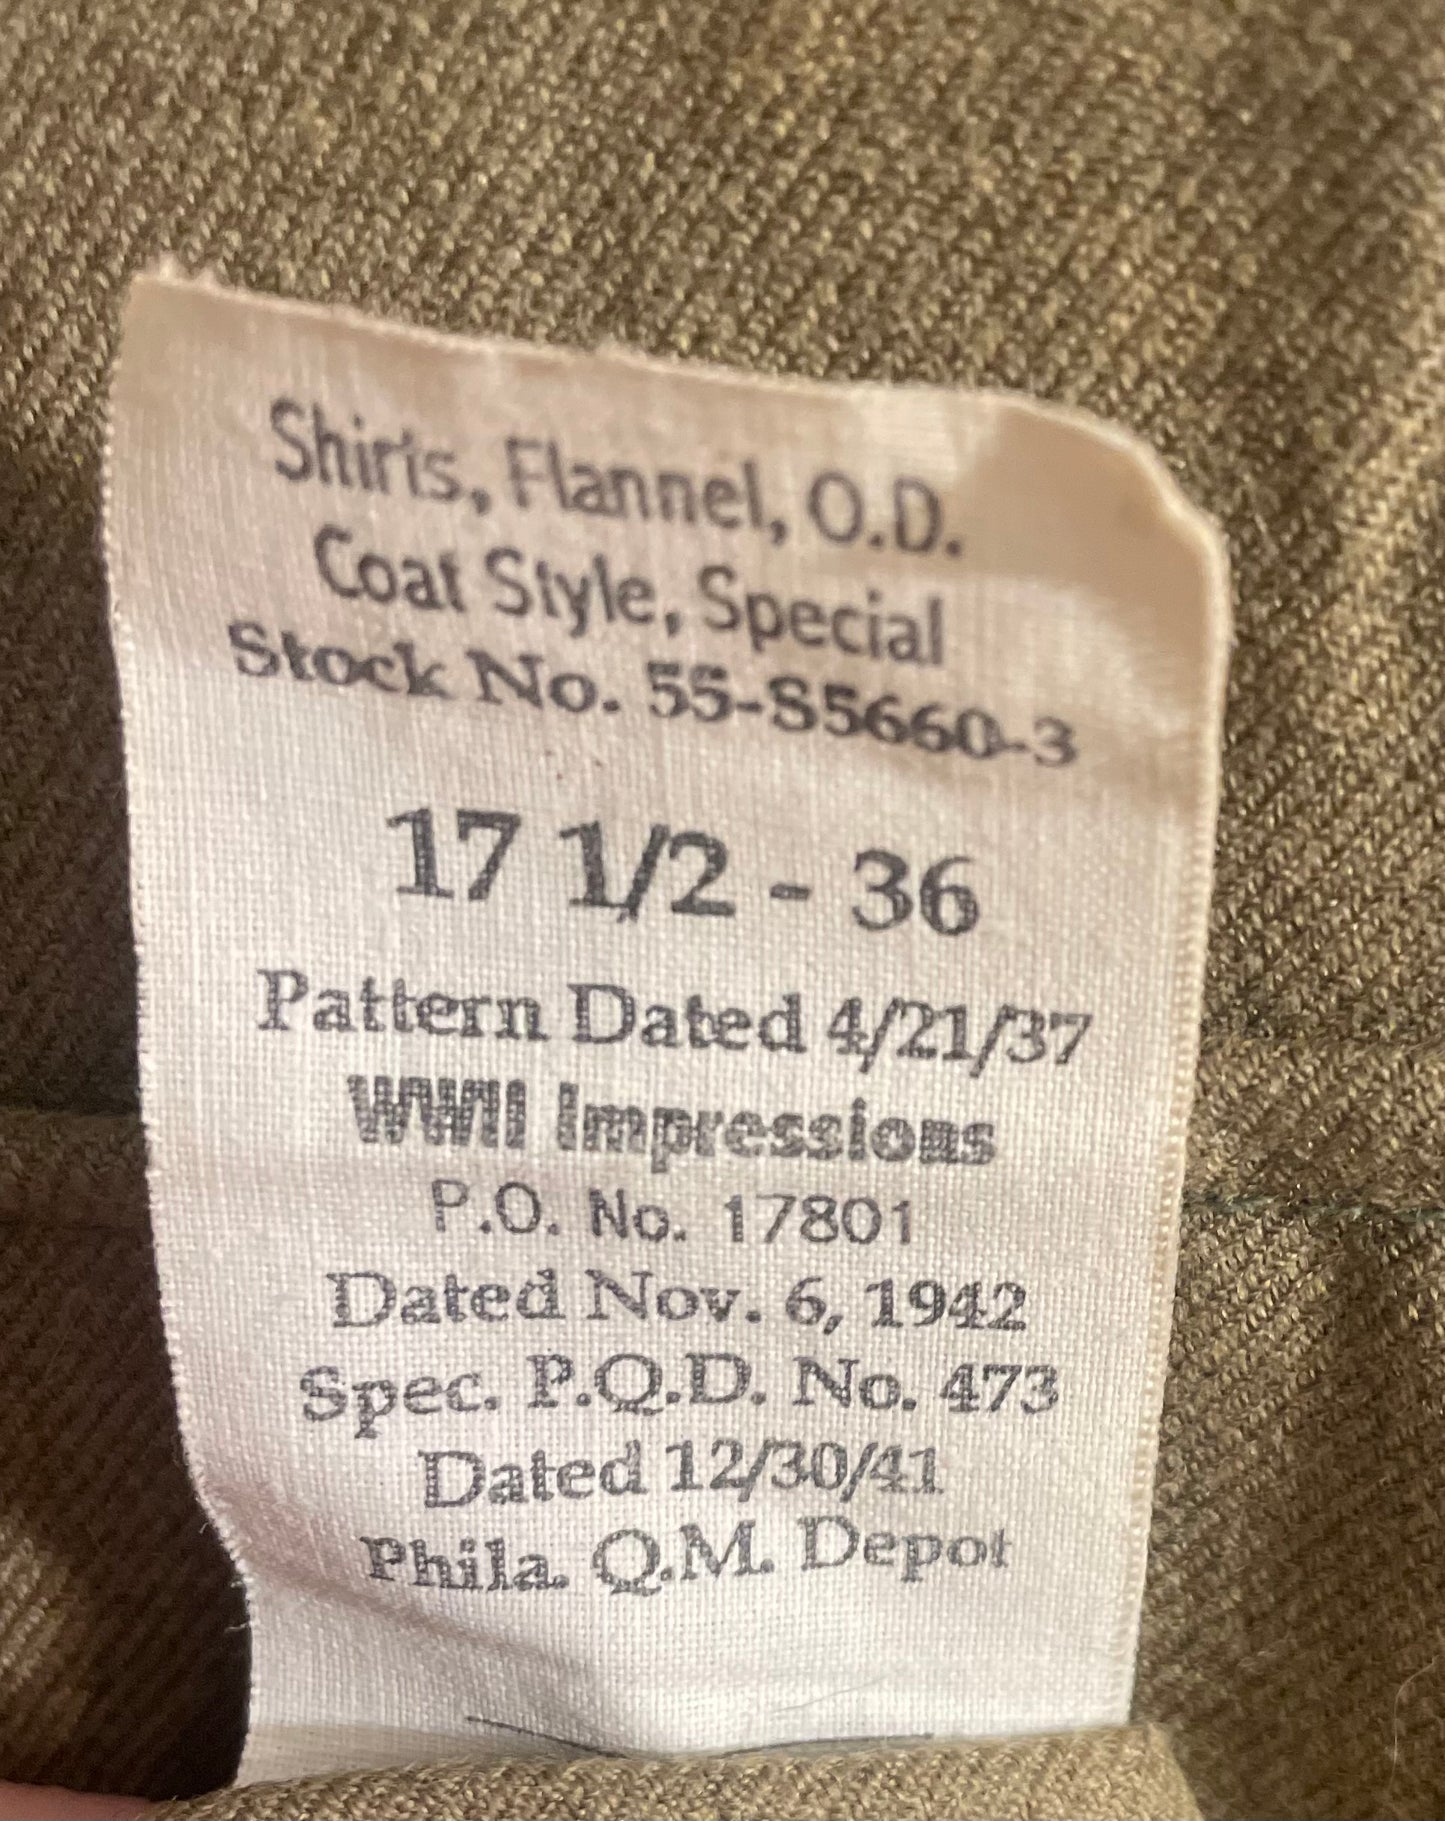 Shirts, Flannel, O.D.
Coat Style, Special
Stock No. 55-S5660-3
17 1/2 - 36
Pattern Dated 4/21/37
WWII Impressions
P.O. No. 17801
Dated Nov. 6, 1942
Spec. P.Q.D. No. 473
Dated 12/30/41
Phila. Q.M. Depot